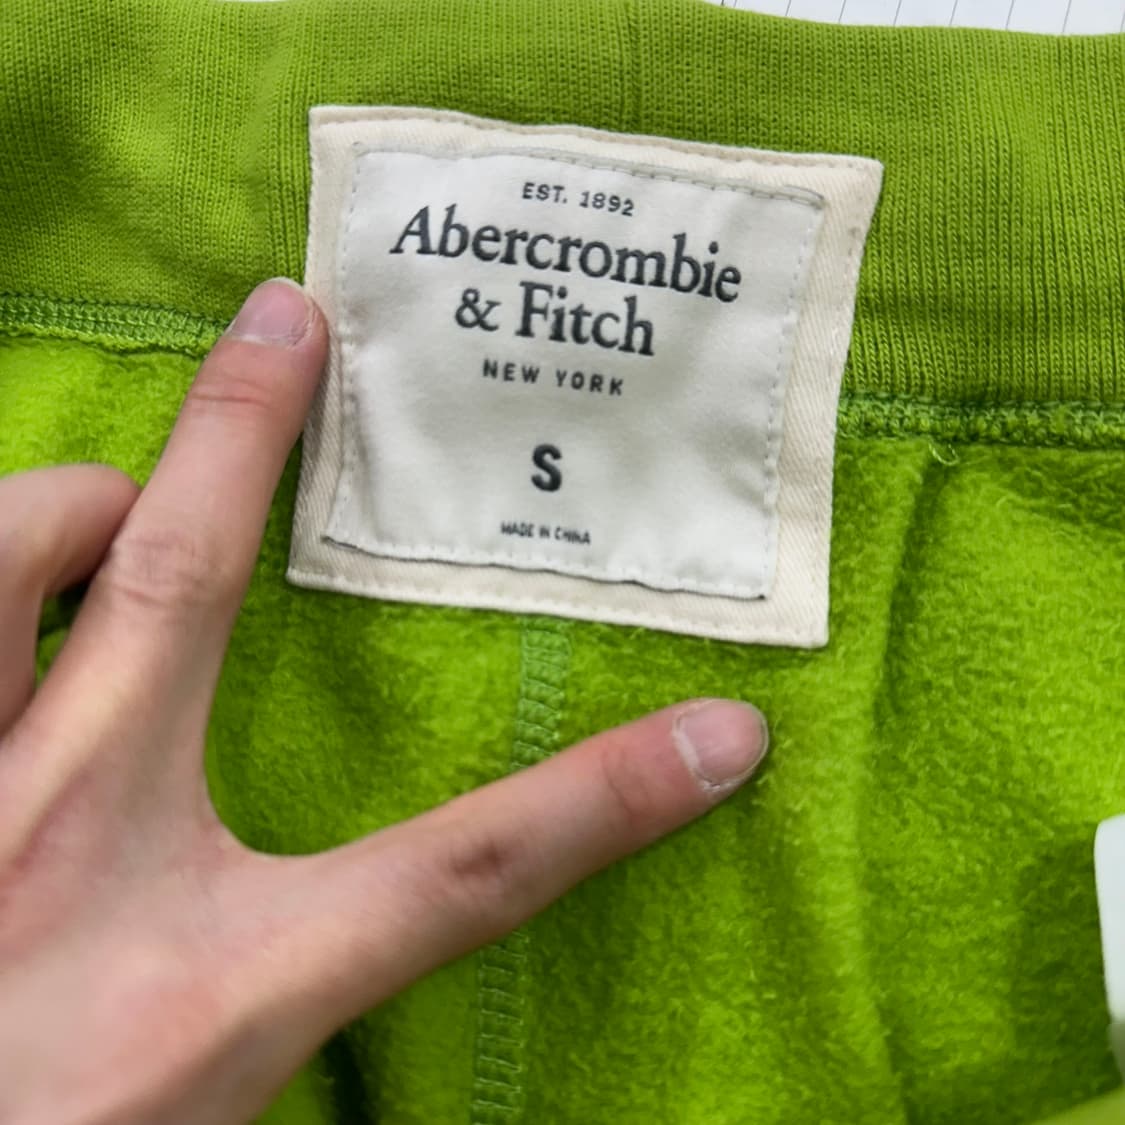 EST. 1892
Abercrombie
& Fitch
NEW YORK
S
MADE IN CHINA